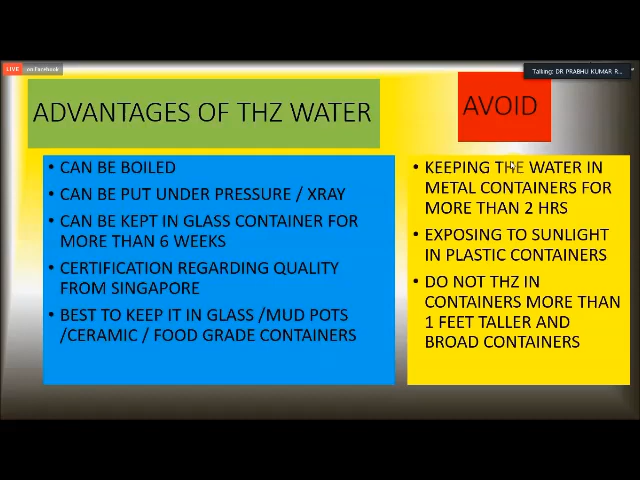 LIVE on Facebook
Talking: DR PRABHU KUMAR R...
ADVANTAGES OF THZ WATER
AVOID
• CAN BE BOILED
• CAN BE PUT UNDER PRESSURE / XRAY
• CAN BE KEPT IN GLASS CONTAINER FOR
MORE THAN 6 WEEKS
• CERTIFICATION REGARDING QUALITY
FROM SINGAPORE
• BEST TO KEEP IT IN GLASS /MUD POTS
/CERAMIC / FOOD GRADE CONTAINERS
• KEEPING THE WATER IN
METAL CONTAINERS FOR
MORE THAN 2 HRS
• EXPOSING TO SUNLIGHT
IN PLASTIC CONTAINERS
• DO NOT THZ IN
CONTAINERS MORE THAN
1 FEET TALLER AND
BROAD CONTAINERS